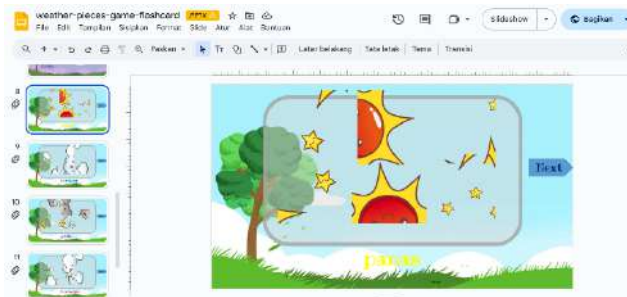 weather-pieces-game-flashcard PPTX
File Edit Tampilan Sisipkan Format Slide Atur Alat Bantuan
Slideshow
Bagikan
Paskan Tr Latar belakang Tata letak Tema Transisi
8
9
10
11
Next
panas